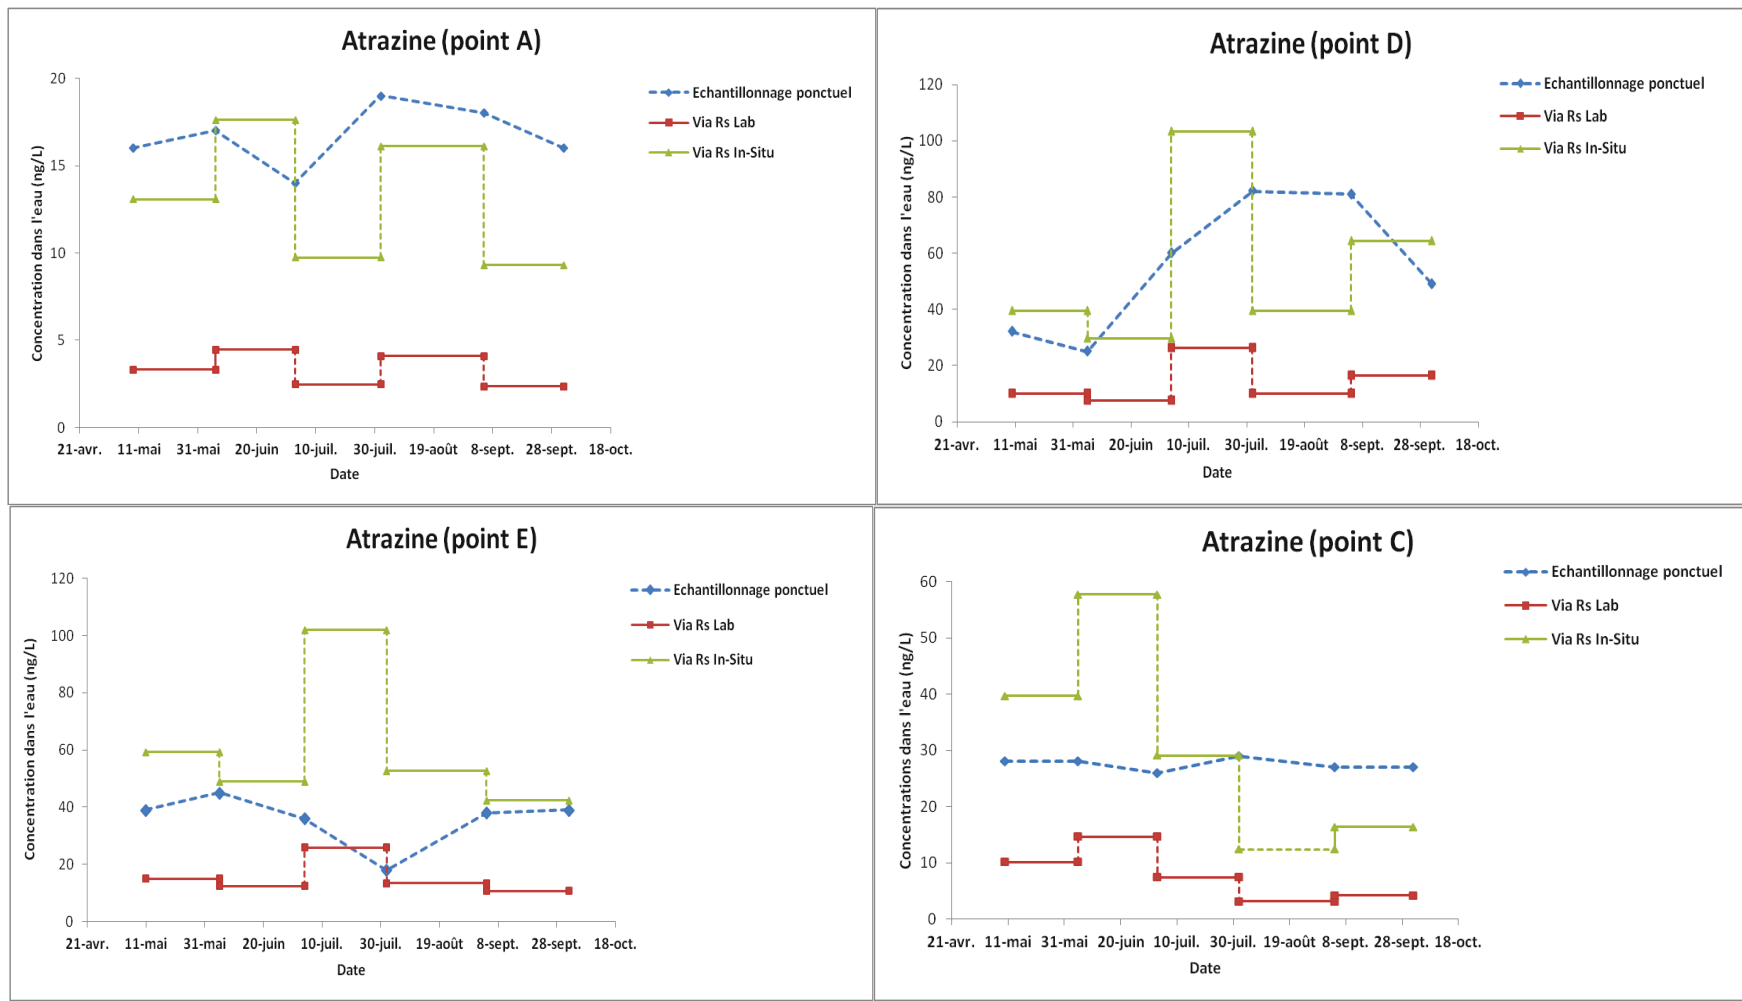 Atrazine (point A)
Concentration dans l'eau (ng/L)
20
15
10
5
0
21-avr. 11-mai 31-mai 20-juin 10-juil. 30-juil. 19-août 8-sept. 28-sept. 18-oct.
Date
Echantillonnage ponctuel
Via Rs Lab
Via Rs In-Situ
Atrazine (point D)
Concentration dans l'eau (ng/L)
120
100
80
60
40
20
0
21-avr. 11-mai 31-mai 20-juin 10-juil. 30-juil. 19-août 8-sept. 28-sept. 18-oct.
Date
Echantillonnage ponctuel
Via Rs Lab
Via Rs In-Situ
Atrazine (point E)
Concentration dans l'eau (ng/L)
120
100
80
60
40
20
0
21-avr. 11-mai 31-mai 20-juin 10-juil. 30-juil. 19-août 8-sept. 28-sept. 18-oct.
Date
Echantillonnage ponctuel
Via Rs Lab
Via Rs In-Situ
Atrazine (point C)
Concentrations dans l'eau (ng/L)
60
50
40
30
20
10
0
21-avr. 11-mai 31-mai 20-juin 10-juil. 30-juil. 19-août 8-sept. 28-sept. 18-oct.
Date
Echantillonnage ponctuel
Via Rs Lab
Via Rs In-Situ